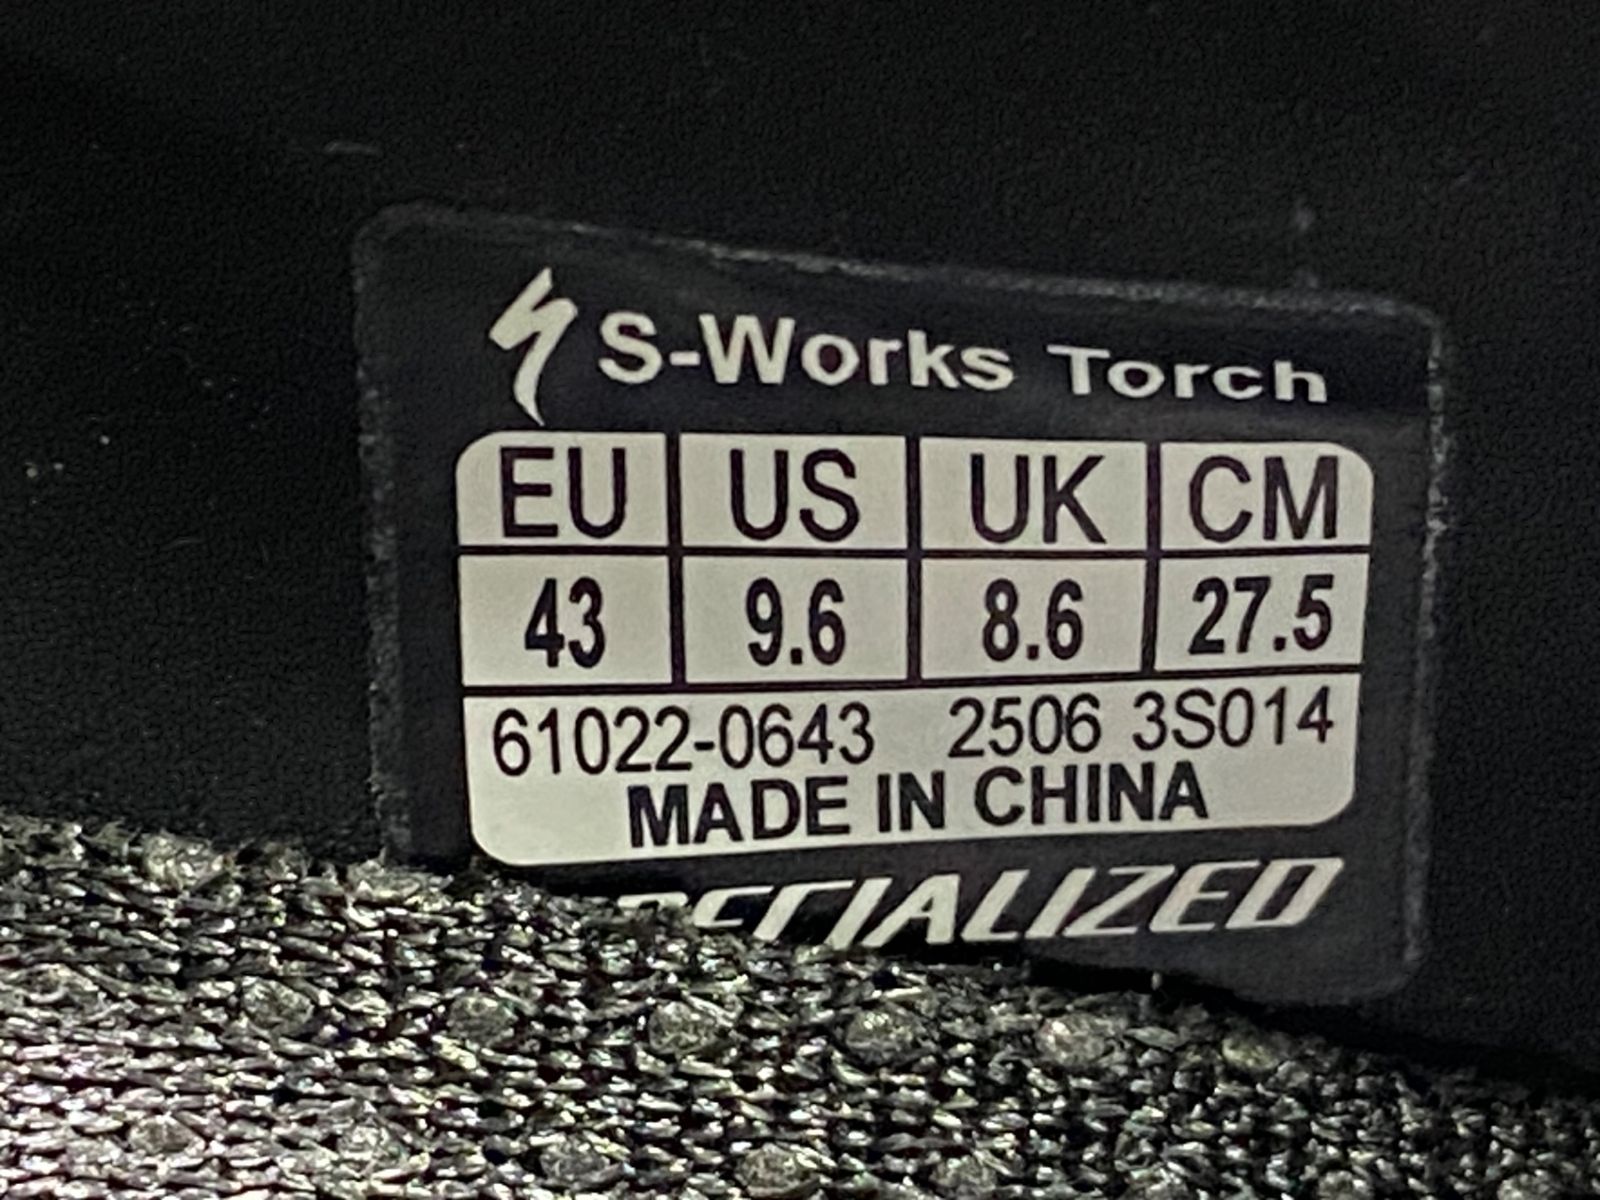 S-Works Torch
EU US UK CM
43 9.6 8.6 27.5
61022-0643 2506 3S014
MADE IN CHINA
SPECIALIZED